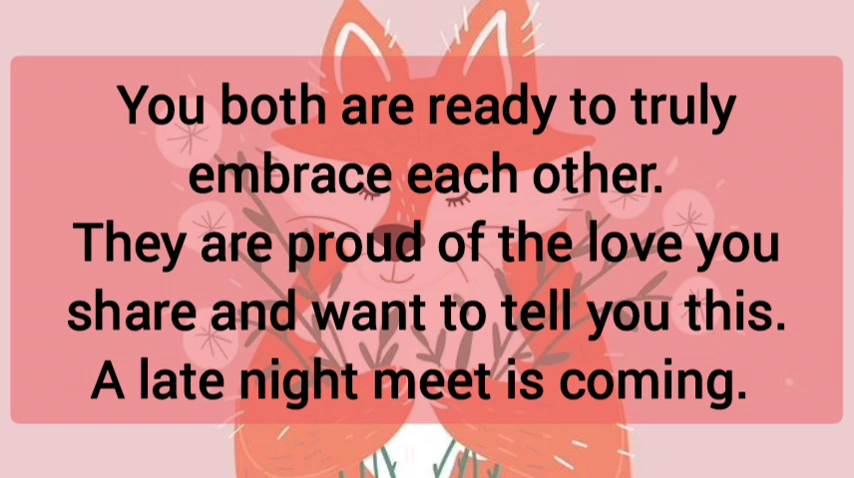 You both are ready to truly
embrace each other.
They are proud of the love you
share and want to tell you this.
A late night meet is coming.